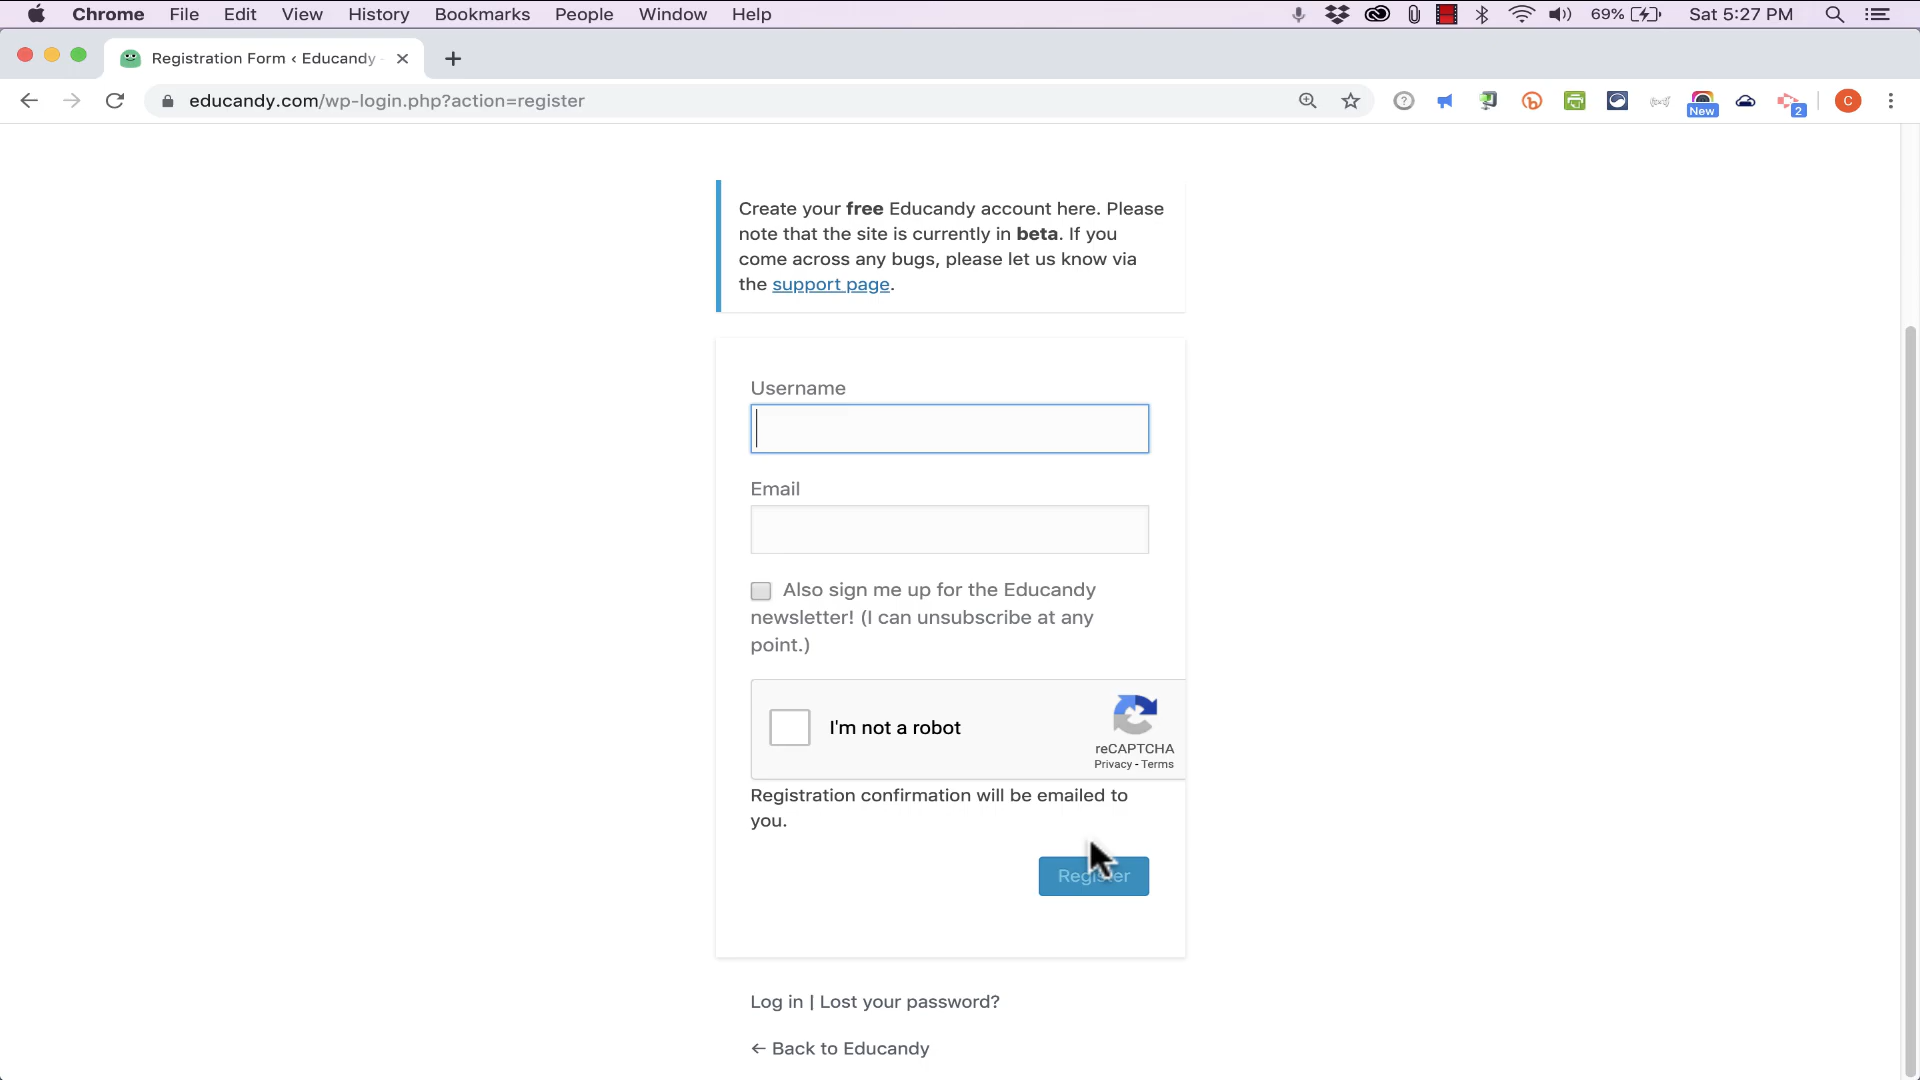 Chrome File Edit View History Bookmarks People Window Help 69% Sat 5:27 PM
Registration Form ‹ Educandy
educandy.com/wp-login.php?action=register
New
2
C
Create your free Educandy account here. Please
note that the site is currently in beta. If you
come across any bugs, please let us know via
the support page.
Username
Email
Also sign me up for the Educandy
newsletter! (I can unsubscribe at any
point.)
I'm not a robot
reCAPTCHA
Privacy - Terms
Registration confirmation will be emailed to
you.
Register
Log in | Lost your password?
← Back to Educandy